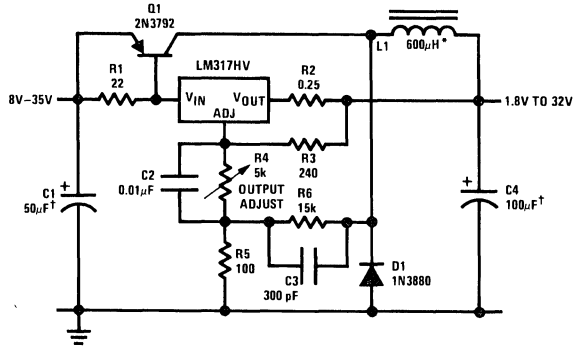 Q1
2N3792
L1
600μH*
LM317HV
R1
22
R2
0.25
8V–35V
VIN
VOUT
1.8V TO 32V
ADJ
R4
5k
R3
240
C2
0.01μF
OUTPUT
ADJUST
R6
15k
C1
50μF†
+
C4
100μF†
+
R5
100
C3
300 pF
D1
1N3880